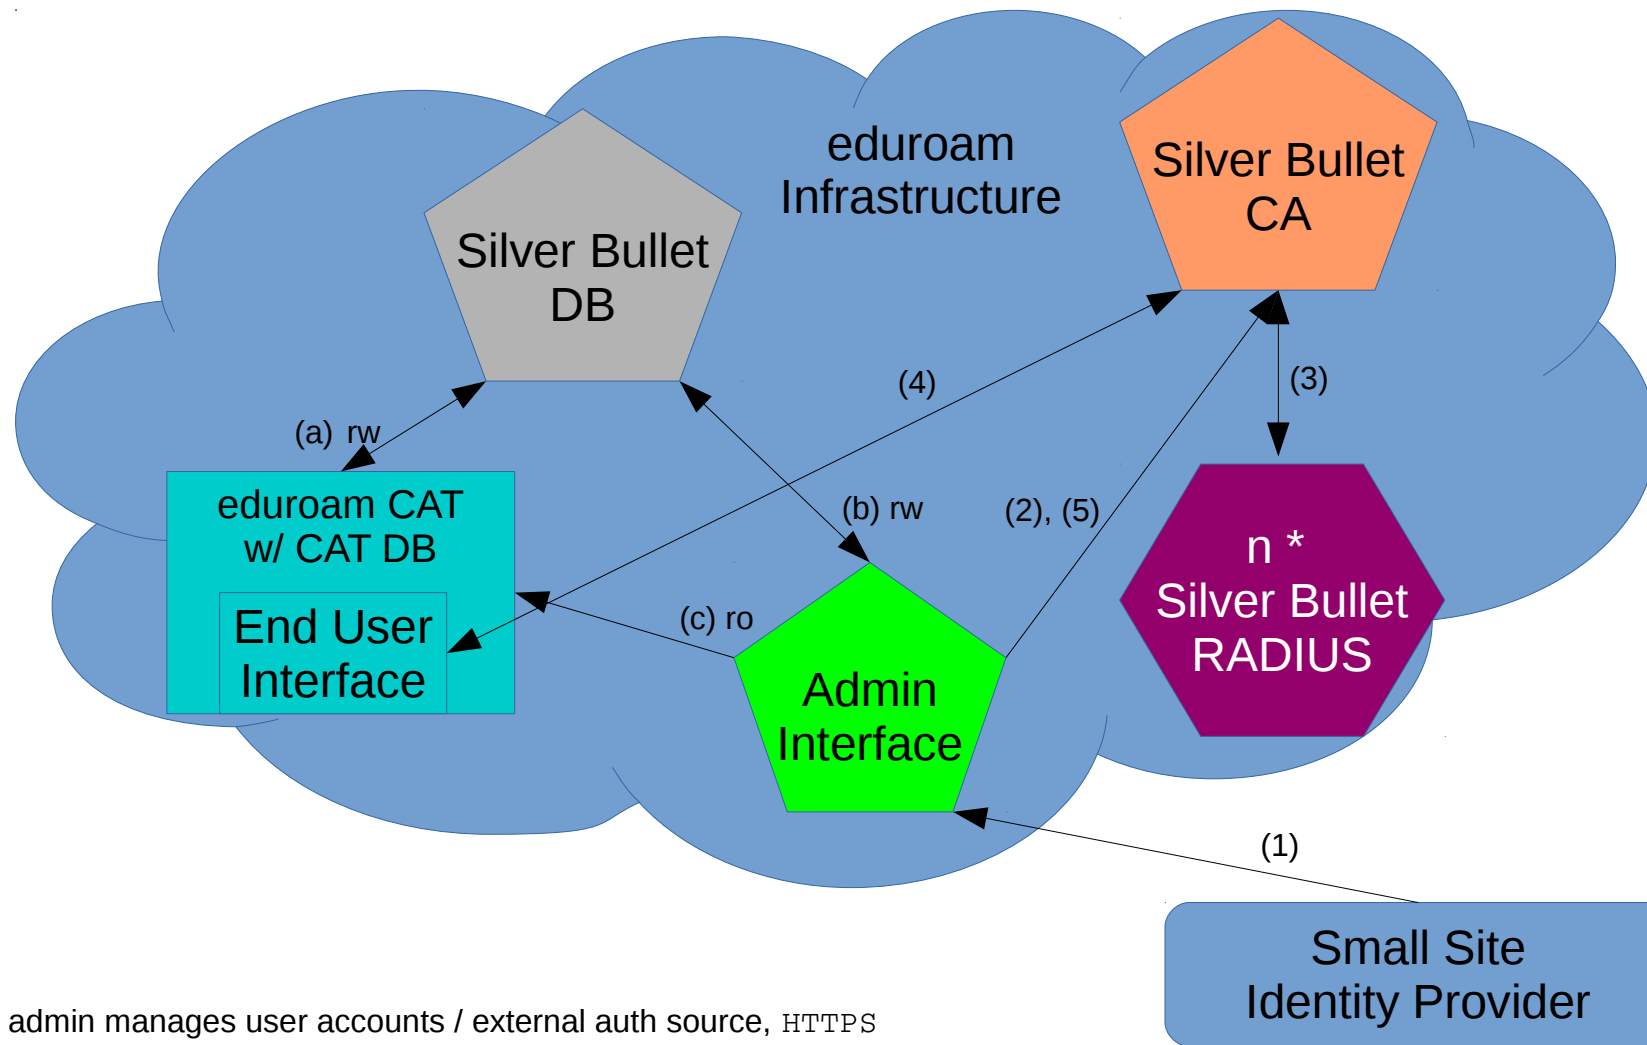 eduroam
Infrastructure
Silver Bullet
CA
Silver Bullet
DB
(4)
(3)
(a) rw
eduroam CAT
w/ CAT DB
(b) rw
(2), (5)
n *
Silver Bullet
RADIUS
End User
Interface
(c) ro
Admin
Interface
(1)
Small Site
Identity Provider
admin manages user accounts / external auth source, HTTPS